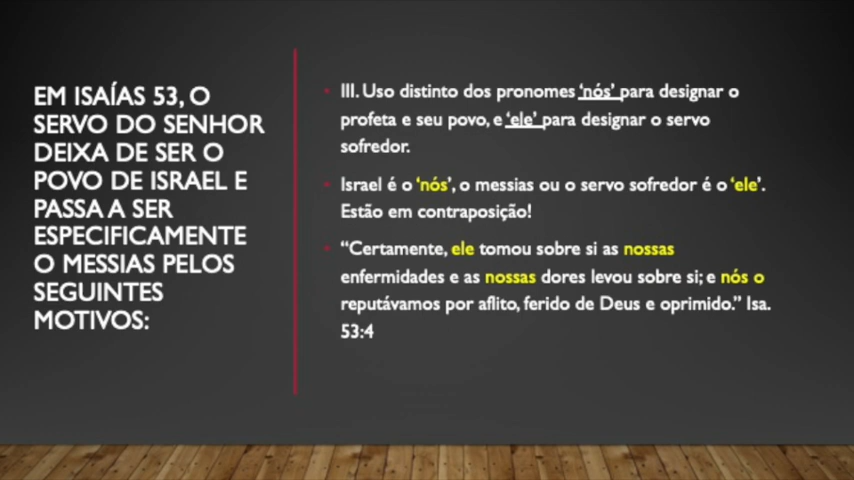 EM ISAÍAS 53, O
SERVO DO SENHOR
DEIXA DE SER O
POVO DE ISRAEL E
PASSA A SER
ESPECIFICAMENTE
O MESSIAS PELOS
SEGUINTES
MOTIVOS:
• III. Uso distinto dos pronomes ‘nós’ para designar o
profeta e seu povo, e ‘ele’ para designar o servo
sofredor.
• Israel é o ‘nós’, o messias ou o servo sofredor é o ‘ele’.
Estão em contraposição!
• “Certamente, ele tomou sobre si as nossas
enfermidades e as nossas dores levou sobre si; e nós o
reputávamos por aflito, ferido de Deus e oprimido.” Isa.
53:4